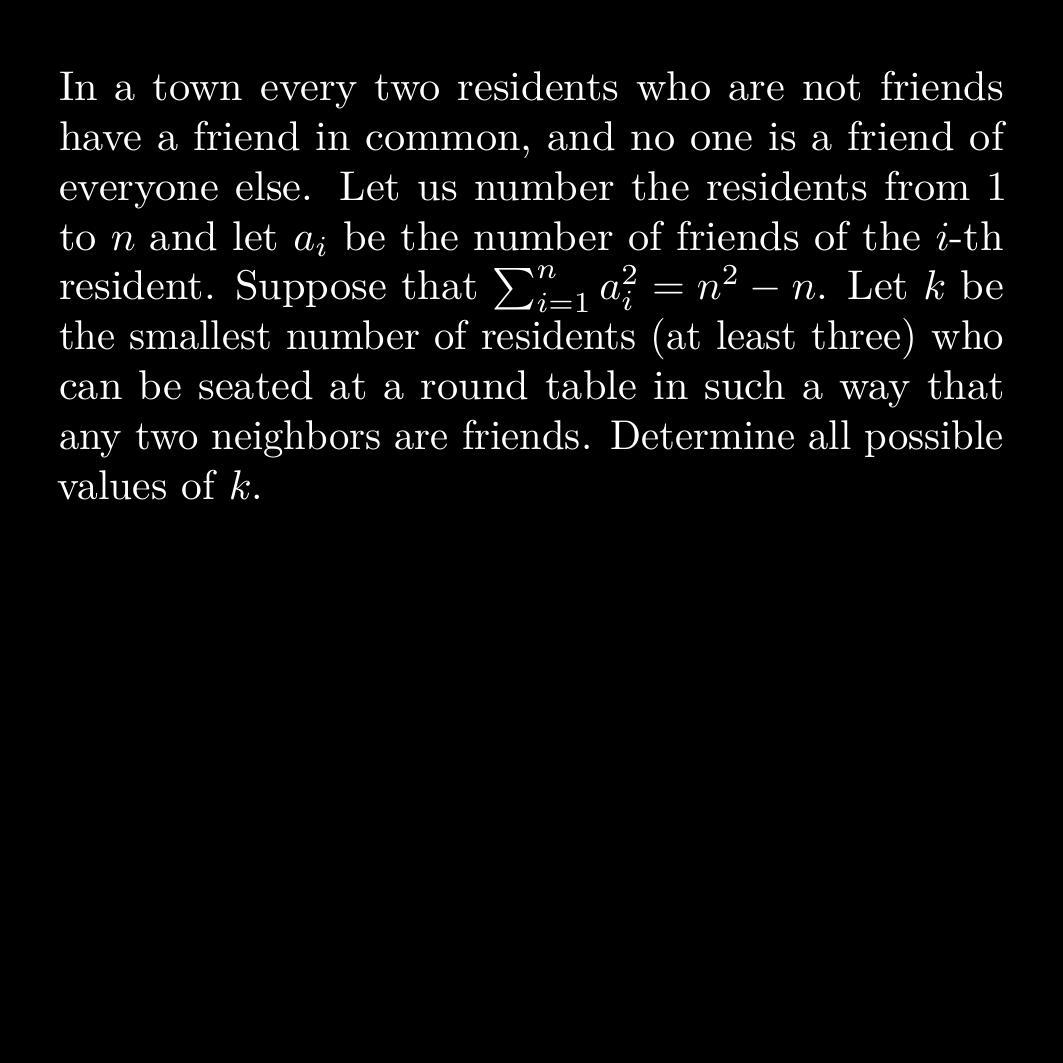 In a town every two residents who are not friends
have a friend in common, and no one is a friend of
everyone else. Let us number the residents from 1
to $n$ and let $a_i$ be the number of friends of the $i$-th
resident. Suppose that $\sum_{i=1}^{n} a_i^2 = n^2 - n$. Let $k$ be
the smallest number of residents (at least three) who
can be seated at a round table in such a way that
any two neighbors are friends. Determine all possible
values of $k$.